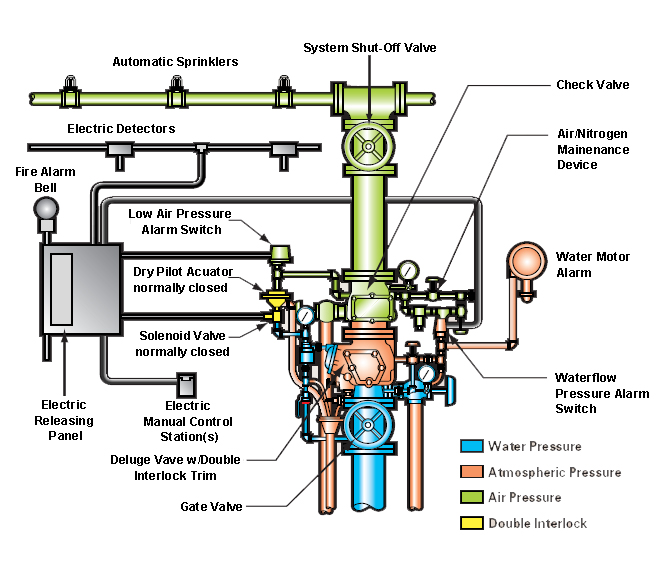 System Shut-Off Valve
Automatic Sprinklers
Check Valve
Electric Detectors
Air/Nitrogen
Mainenance
Device
Fire Alarm
Bell
Low Air Pressure
Alarm Switch
Water Motor
Alarm
Dry Pilot Acuator
normally closed
Solenoid Valve
normally closed
Electric
Releasing
Panel
Electric
Manual Control
Station(s)
Waterflow
Pressure Alarm
Switch
Deluge Vave w/Double
Interlock Trim
Gate Valve
Water Pressure
Atmospheric Pressure
Air Pressure
Double Interlock